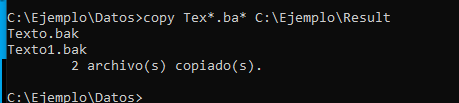 C:\Ejemplo\Datos>copy Tex*.ba* C:\Ejemplo\Result
Texto.bak
Texto1.bak
        2 archivo(s) copiado(s).
C:\Ejemplo\Datos>